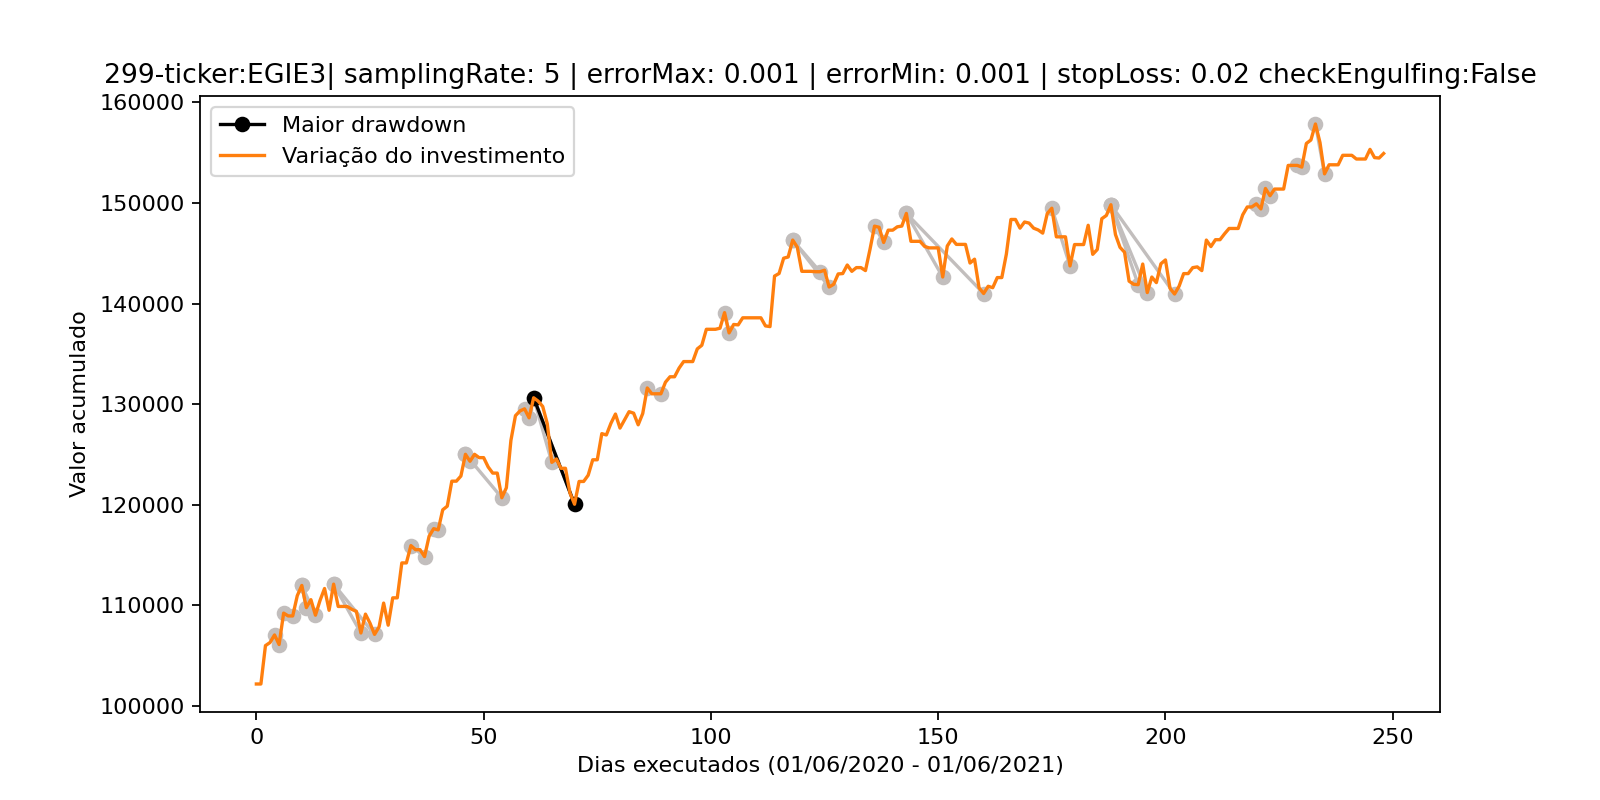 299-ticker:EGIE3| samplingRate: 5 | errorMax: 0.001 | errorMin: 0.001 | stopLoss: 0.02 checkEngulfing:False
Maior drawdown
Variação do investimento
Valor acumulado
160000
150000
140000
130000
120000
110000
100000
0 50 100 150 200 250
Dias executados (01/06/2020 - 01/06/2021)